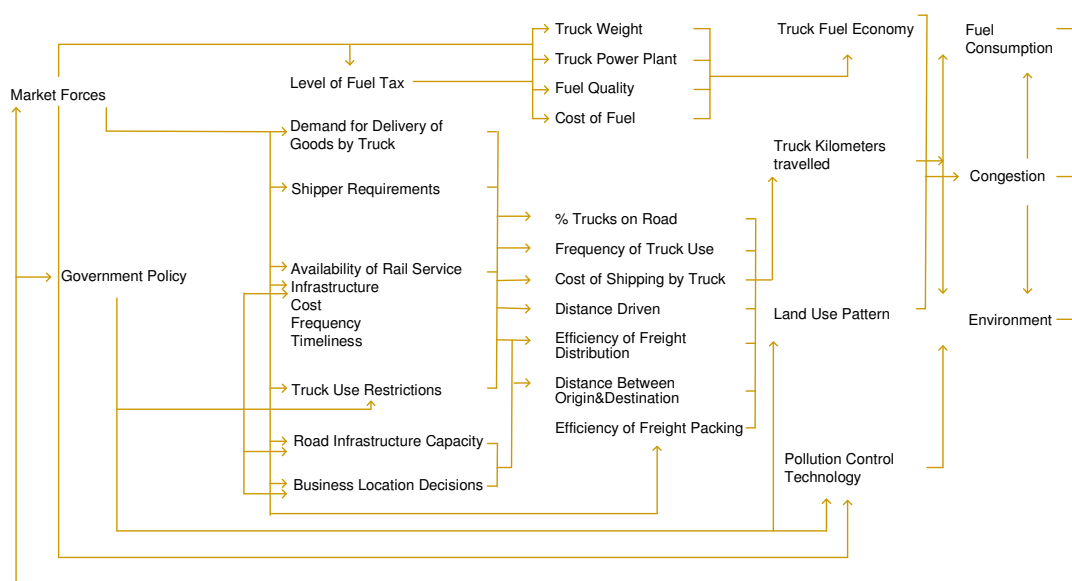 Market Forces
Government Policy
Level of Fuel Tax
Demand for Delivery of
Goods by Truck
Shipper Requirements
Availability of Rail Service
Infrastructure
Cost
Frequency
Timeliness
Truck Use Restrictions
Road Infrastructure Capacity
Business Location Decisions
Truck Weight
Truck Power Plant
Fuel Quality
Cost of Fuel
% Trucks on Road
Frequency of Truck Use
Cost of Shipping by Truck
Distance Driven
Efficiency of Freight
Distribution
Distance Between
Origin&Destination
Efficiency of Freight Packing
Truck Fuel Economy
Truck Kilometers
travelled
Land Use Pattern
Pollution Control
Technology
Fuel
Consumption
Congestion
Environment